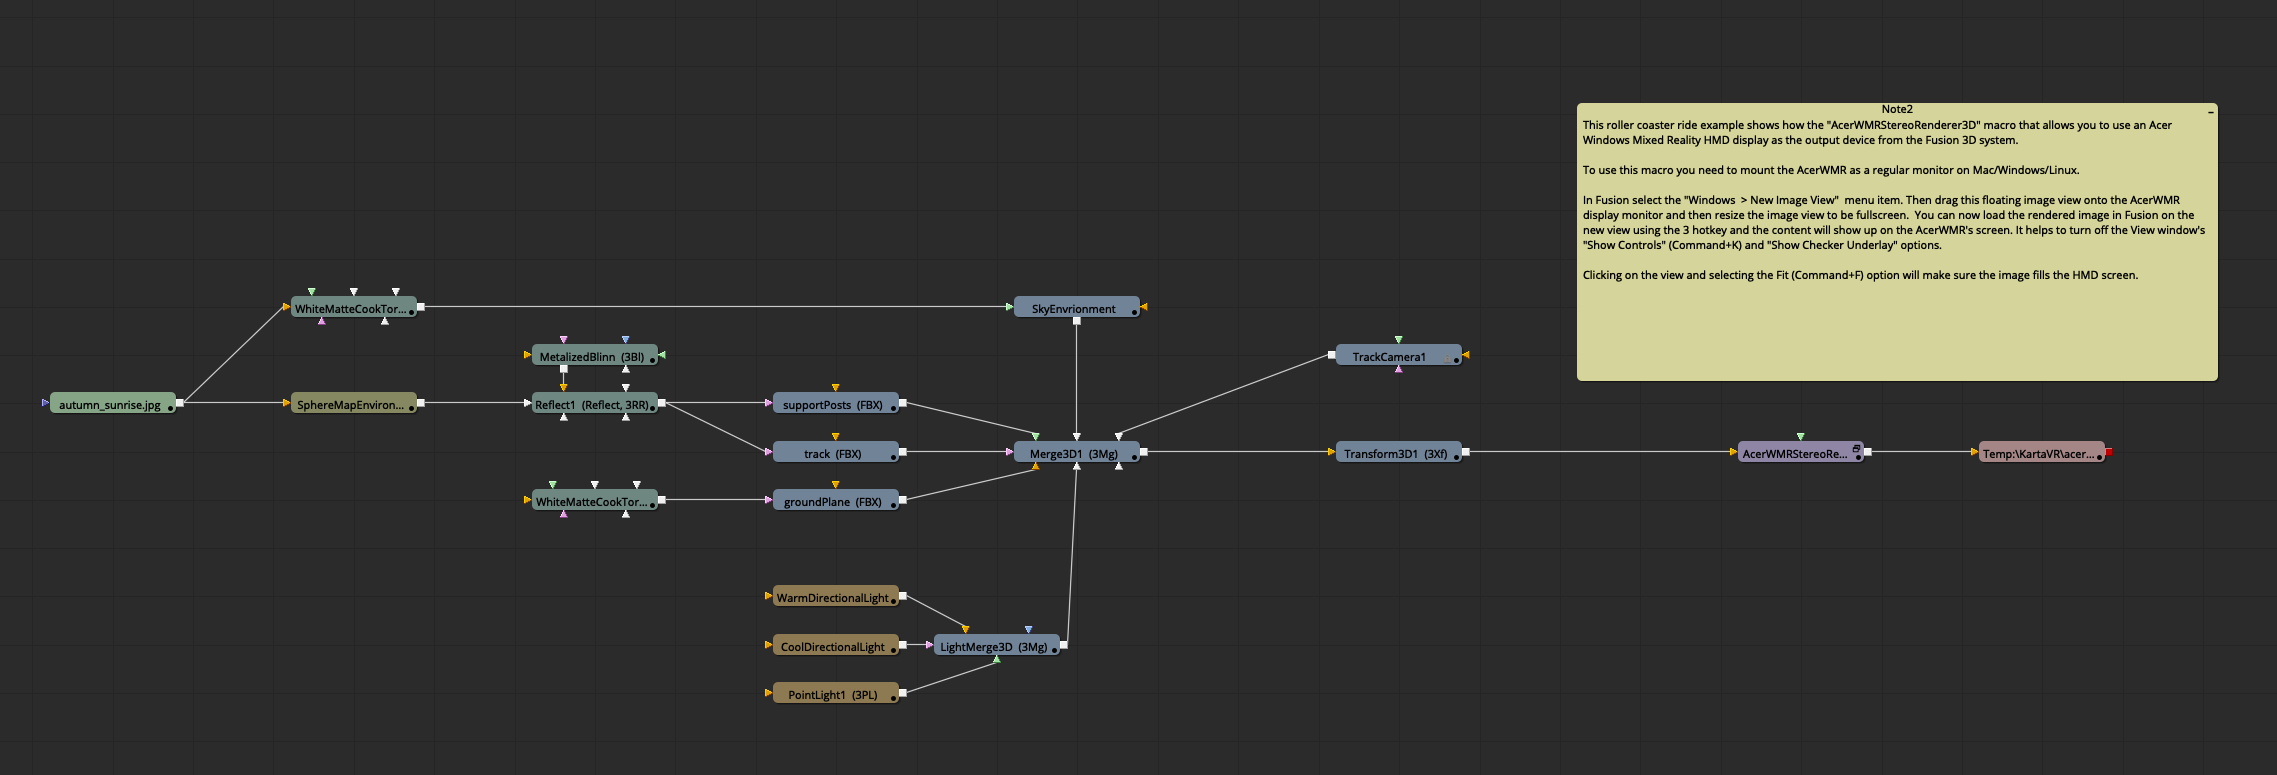 Note2
This roller coaster ride example shows how the "AcerWMRStereoRenderer3D" macro that allows you to use an Acer
Windows Mixed Reality HMD display as the output device from the Fusion 3D system.
To use this macro you need to mount the AcerWMR as a regular monitor on Mac/Windows/Linux.
In Fusion select the "Windows  > New Image View"  menu item. Then drag this floating image view onto the AcerWMR
display monitor and then resize the image view to be fullscreen.  You can now load the rendered image in Fusion on the
new view using the 3 hotkey and the content will show up on the AcerWMR's screen. It helps to turn off the View window's
"Show Controls" (Command+K) and "Show Checker Underlay" options.
Clicking on the view and selecting the Fit (Command+F) option will make sure the image fills the HMD screen.
WhiteMatteCookTor...
SkyEnvrionment
MetalizedBlinn (3Bl)
TrackCamera1
autumn_sunrise.jpg
SphereMapEnviron...
Reflect1 (Reflect, 3RR)
supportPosts (FBX)
track (FBX)
Merge3D1 (3Mg)
Transform3D1 (3Xf)
AcerWMRStereoRe...
Temp:\KartaVR\acer...
WhiteMatteCookTor...
groundPlane (FBX)
WarmDirectionalLight
CoolDirectionalLight
LightMerge3D (3Mg)
PointLight1 (3PL)